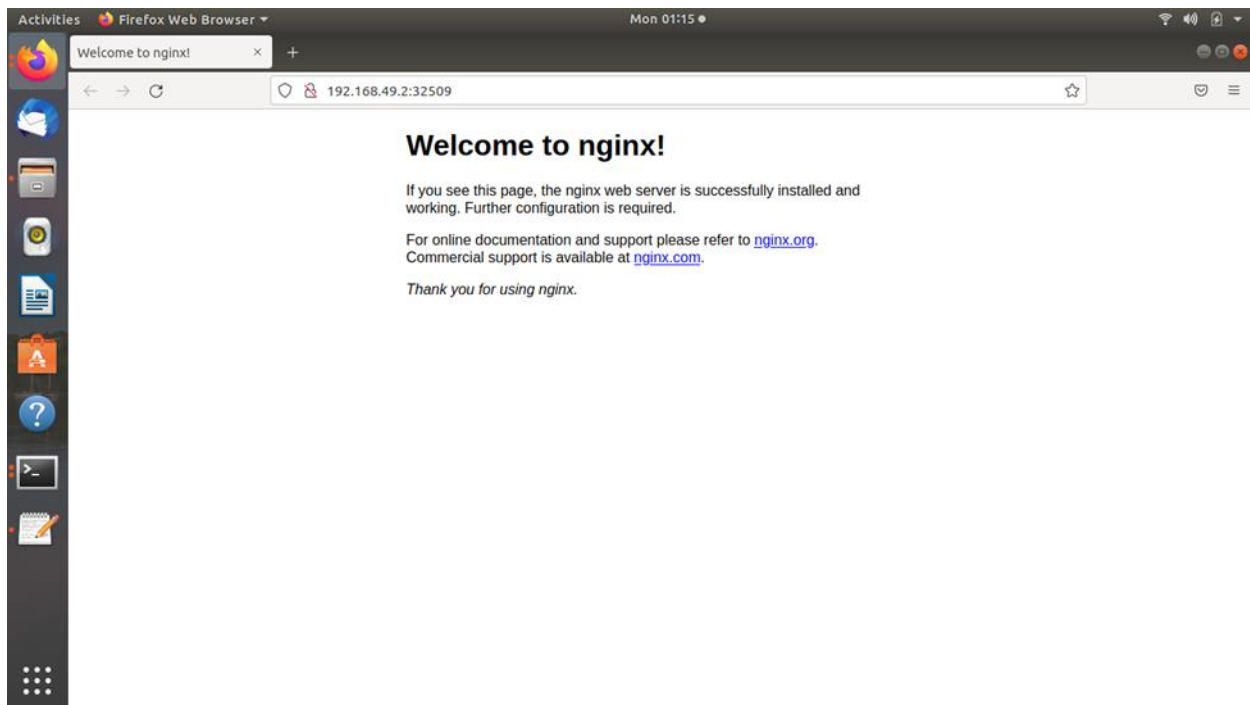 Activities Firefox Web Browser Mon 01:15
Welcome to nginx!
192.168.49.2:32509
Welcome to nginx!
If you see this page, the nginx web server is successfully installed and
working. Further configuration is required.
For online documentation and support please refer to nginx.org.
Commercial support is available at nginx.com.
Thank you for using nginx.